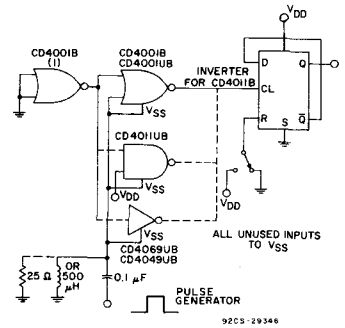 VDD
CD4001B
(1)
CD4001B
CD4001UB
INVERTER
FOR CD4011B
D Q
CL
R S Q̅
VSS
CD4011UB
VSS
VDD
VDD
VSS
CD4069UB
CD4049UB
ALL UNUSED INPUTS
TO VSS
25 Ω OR
500
μH
0.1 μF
PULSE
GENERATOR
92CS-29346